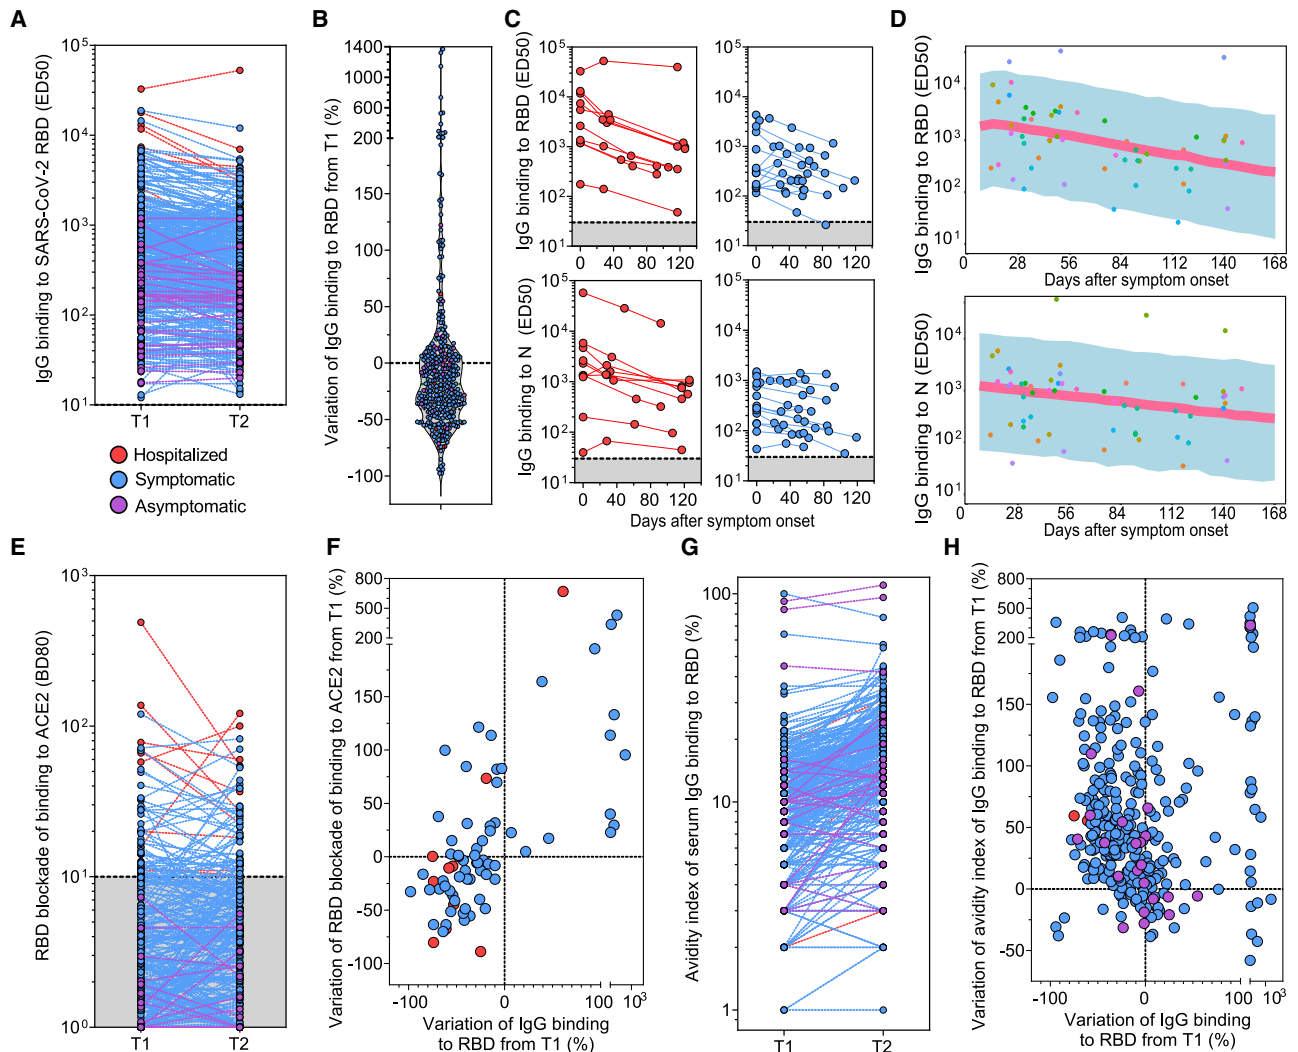 A
IgG binding to SARS-CoV-2 RBD (ED50)
10^5
10^4
10^3
10^2
10^1
T1
T2
Hospitalized
Symptomatic
Asymptomatic
B
Variation of IgG binding to RBD from T1 (%)
1400
1000
600
200
150
100
50
0
-50
-100
C
IgG binding to RBD (ED50)
10^5
10^4
10^3
10^2
10^1
0 40 80 120
10^5
10^4
10^3
10^2
10^1
0 40 80 120
IgG binding to N (ED50)
10^5
10^4
10^3
10^2
10^1
0 40 80 120
10^5
10^4
10^3
10^2
10^1
0 40 80 120
Days after symptom onset
D
IgG binding to RBD (ED50)
10^4
10^3
10^2
10^1
0 28 56 84 112 140 168
Days after symptom onset
IgG binding to N (ED50)
10^4
10^3
10^2
10^1
0 28 56 84 112 140 168
Days after symptom onset
E
RBD blockade of binding to ACE2 (BD80)
10^3
10^2
10^1
10^0
T1
T2
F
Variation of RBD blockade of binding to ACE2 from T1 (%)
800
500
200
150
100
50
0
-50
-100
-100 0 100 10^3
Variation of IgG binding
to RBD from T1 (%)
G
Avidity index of serum IgG binding to RBD (%)
100
10
1
T1
T2
H
Variation of avidity index of IgG binding to RBD from T1 (%)
800
500
200
150
100
50
0
-50
-100 0 100 10^3
Variation of IgG binding
to RBD from T1 (%)